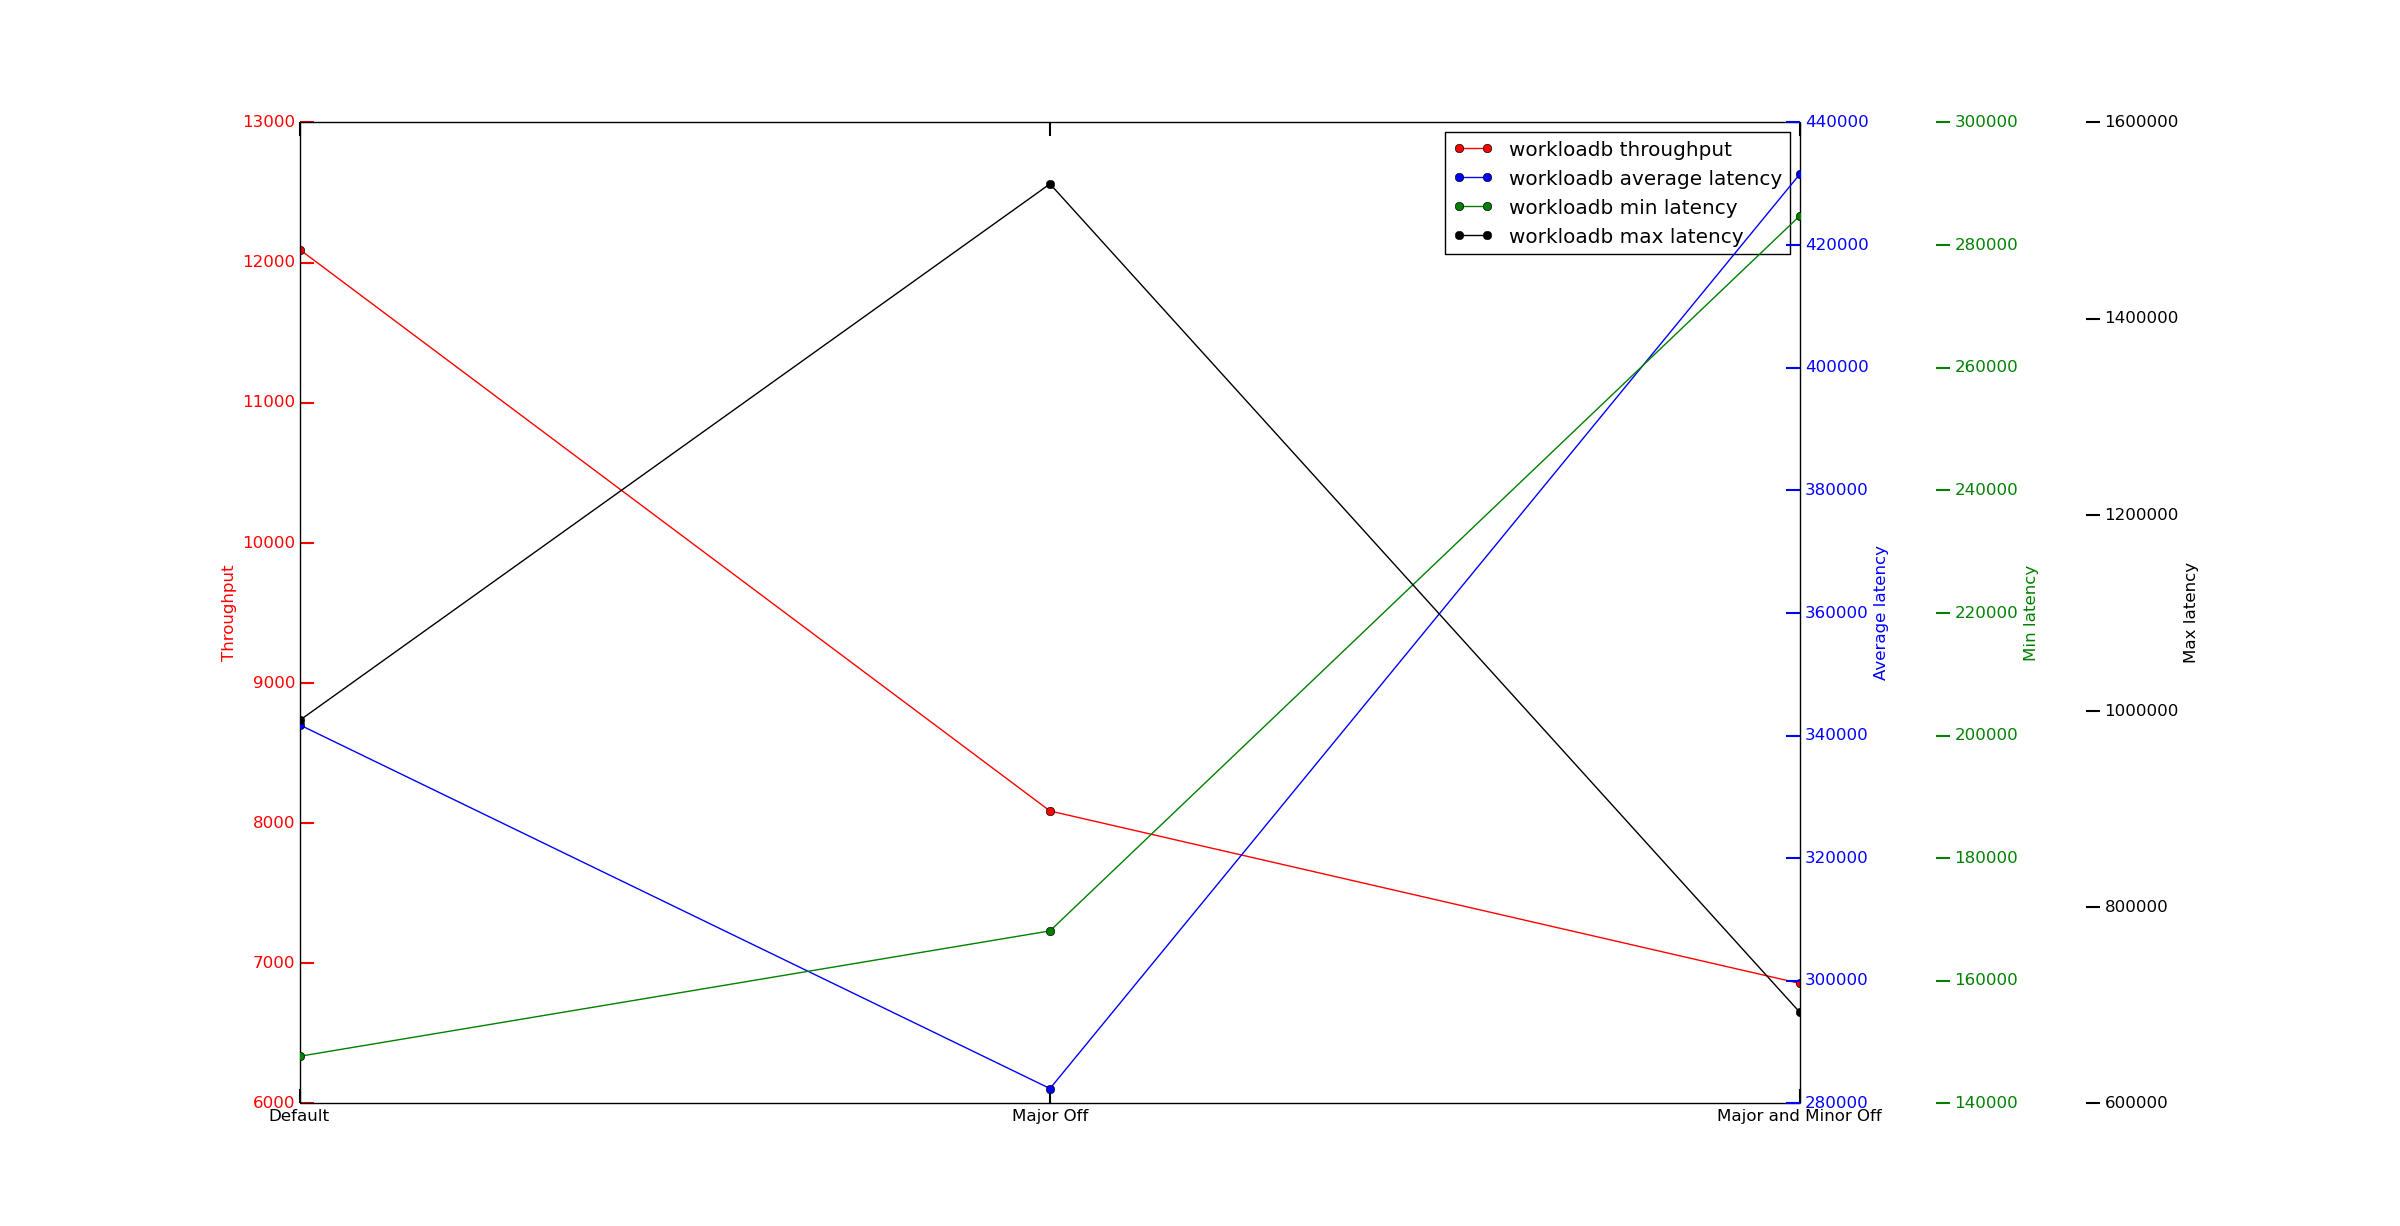 workloadb throughput
workloadb average latency
workloadb min latency
workloadb max latency
Throughput
13000
12000
11000
10000
9000
8000
7000
6000
Default
Major Off
Major and Minor Off
440000
420000
400000
380000
360000
340000
320000
300000
280000
Average latency
300000
280000
260000
240000
220000
200000
180000
160000
140000
Min latency
1600000
1400000
1200000
1000000
800000
600000
Max latency